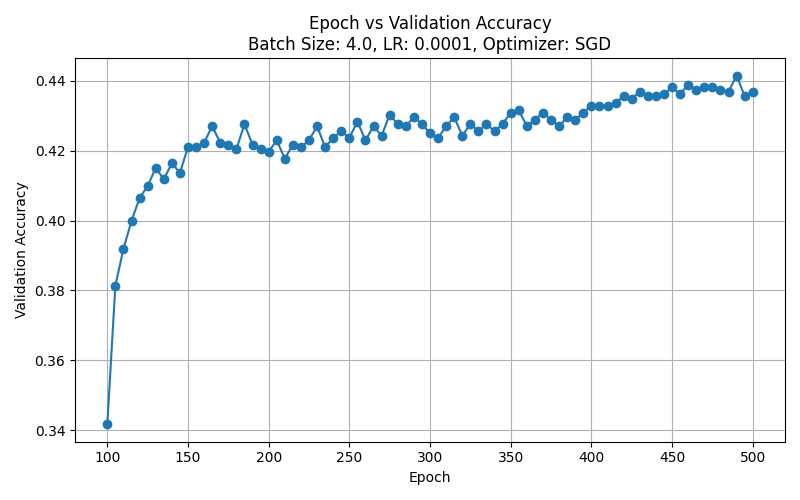 Epoch vs Validation Accuracy
Batch Size: 4.0, LR: 0.0001, Optimizer: SGD
Validation Accuracy
0.44
0.42
0.40
0.38
0.36
0.34
100 150 200 250 300 350 400 450 500
Epoch